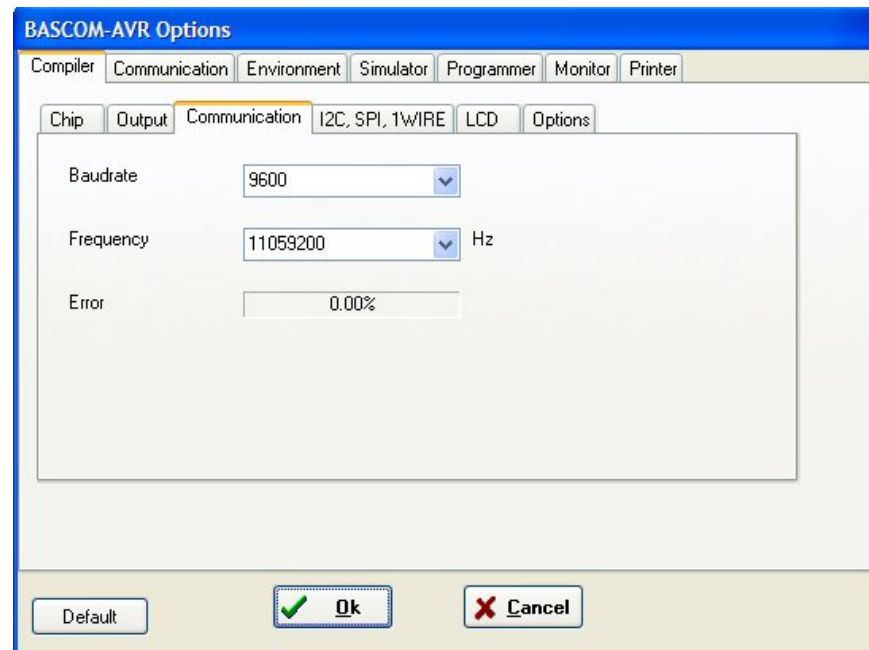 BASCOM-AVR Options
Compiler Communication Environment Simulator Programmer Monitor Printer
Chip Output Communication I2C, SPI, 1WIRE LCD Options
Baudrate 9600
Frequency 11059200 Hz
Error 0.00%
Default Ok Cancel